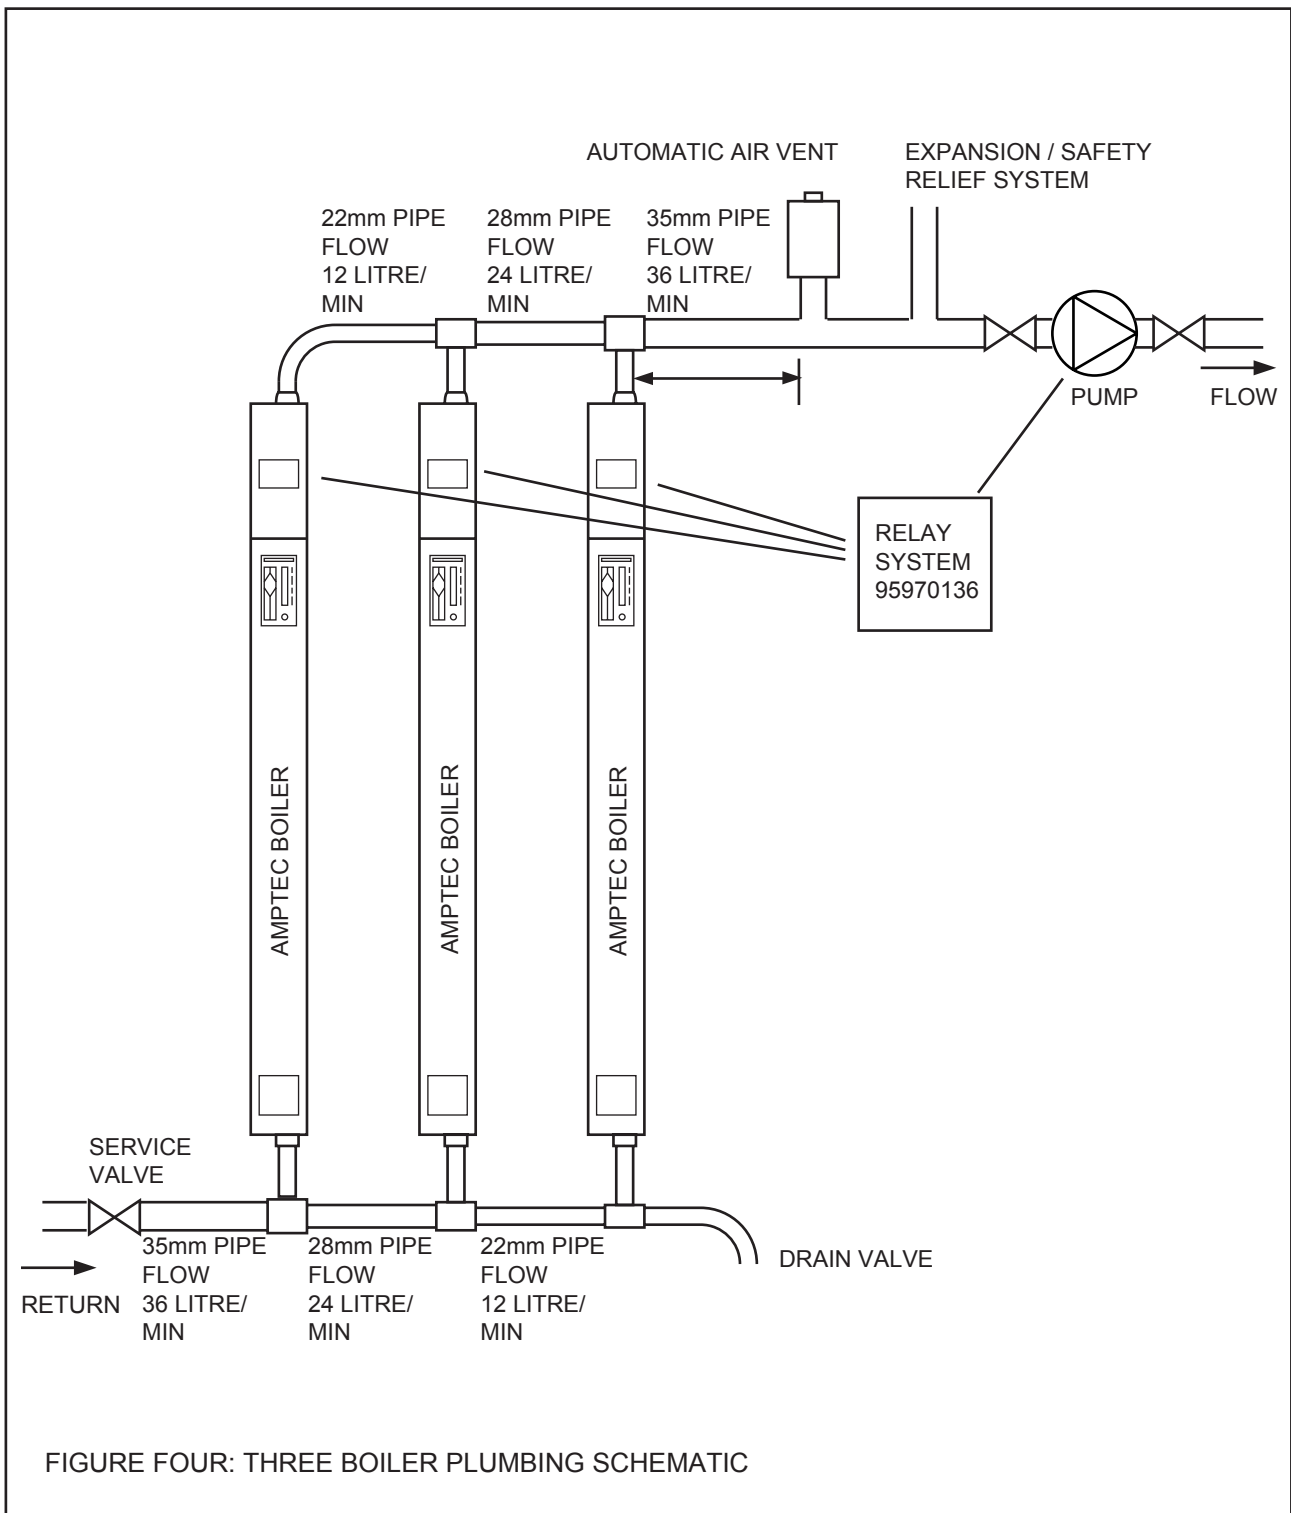 AUTOMATIC AIR VENT
EXPANSION / SAFETY
RELIEF SYSTEM
22mm PIPE
FLOW
12 LITRE/
MIN
28mm PIPE
FLOW
24 LITRE/
MIN
35mm PIPE
FLOW
36 LITRE/
MIN
PUMP
FLOW
RELAY
SYSTEM
95970136
AMPTEC BOILER
AMPTEC BOILER
AMPTEC BOILER
SERVICE
VALVE
RETURN
35mm PIPE
FLOW
36 LITRE/
MIN
28mm PIPE
FLOW
24 LITRE/
MIN
22mm PIPE
FLOW
12 LITRE/
MIN
DRAIN VALVE
FIGURE FOUR: THREE BOILER PLUMBING SCHEMATIC